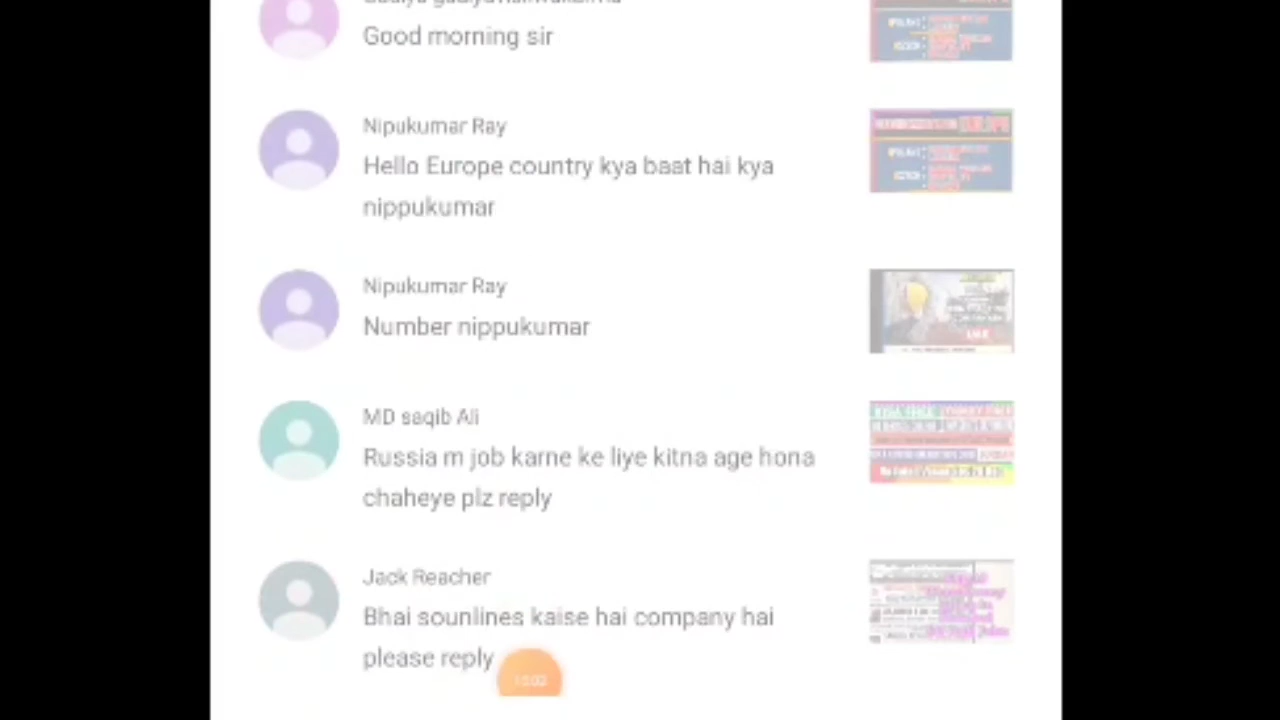 Good morning sir
Nipukumar Ray
Hello Europe country kya baat hai kya
nippukumar
Nipukumar Ray
Number nippukumar
MD saqib Ali
Russia m job karne ke liye kitna age hona
chaheye plz reply
Jack Reacher
Bhai sounlines kaise hai company hai
please reply